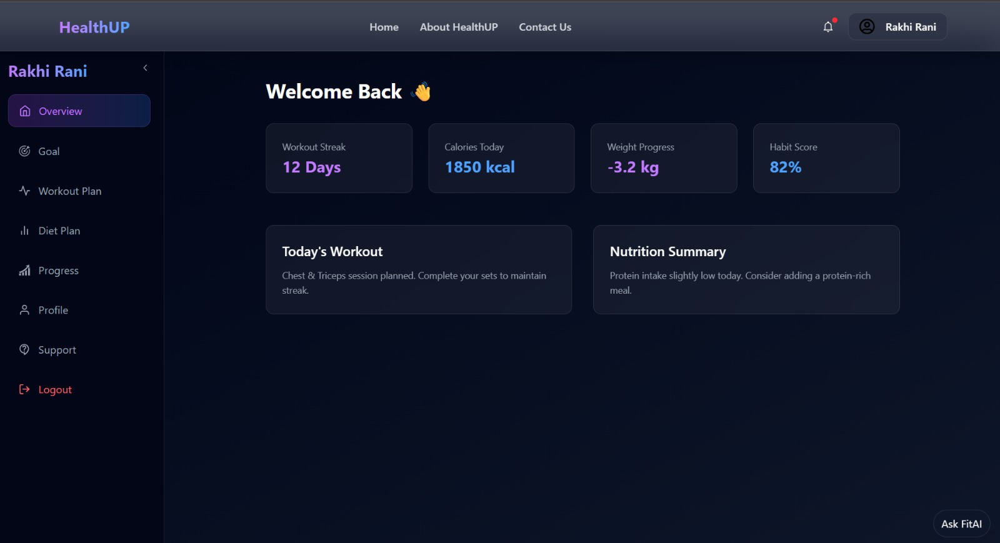 HealthUP
Home
About HealthUP
Contact Us
Rakhi Rani
Rakhi Rani
Overview
Goal
Workout Plan
Diet Plan
Progress
Profile
Support
Logout
Welcome Back 👋
Workout Streak
12 Days
Calories Today
1850 kcal
Weight Progress
-3.2 kg
Habit Score
82%
Today's Workout
Chest & Triceps session planned. Complete your sets to maintain
streak.
Nutrition Summary
Protein intake slightly low today. Consider adding a protein-rich
meal.
Ask FitAI